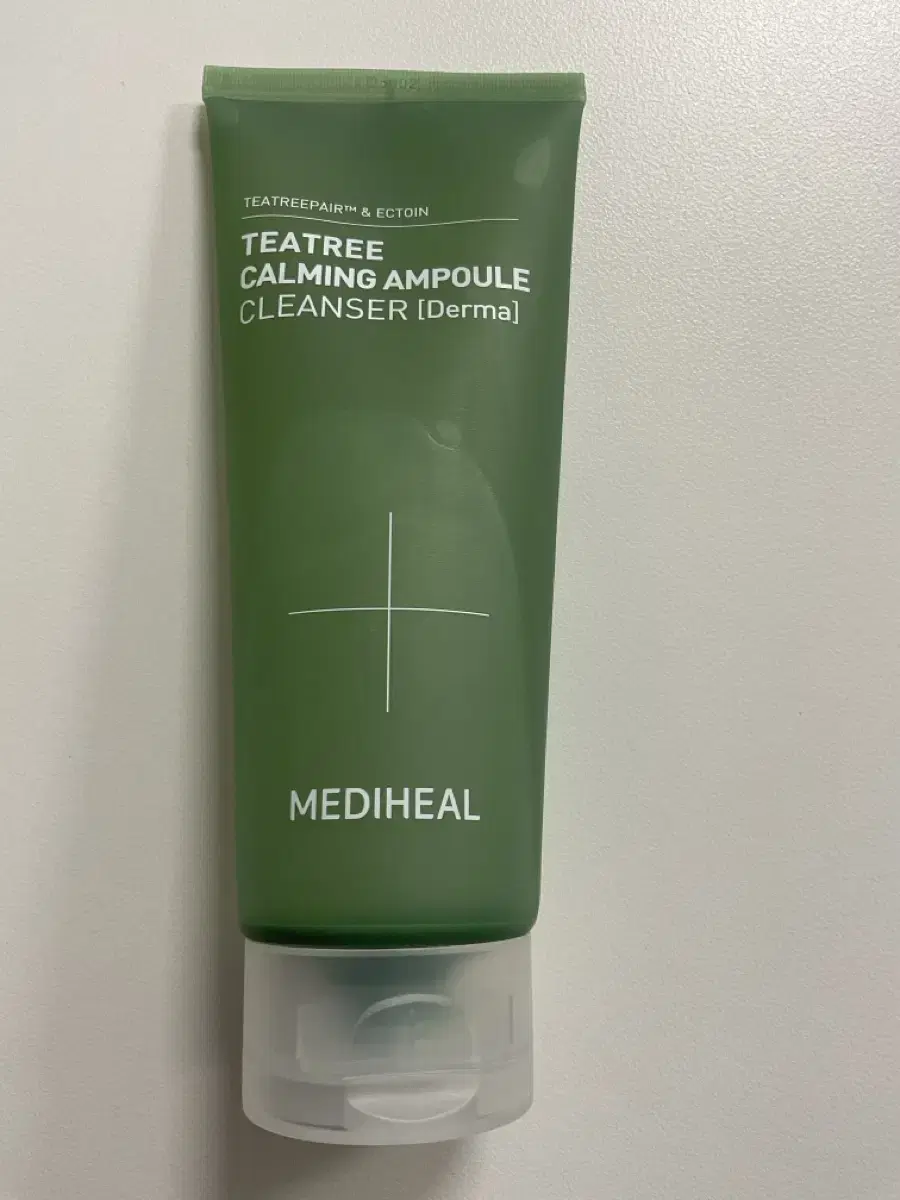 TEATREEPAIR™ & ECTOIN
TEATREE
CALMING AMPOULE
CLEANSER [Derma]
MEDIHEAL